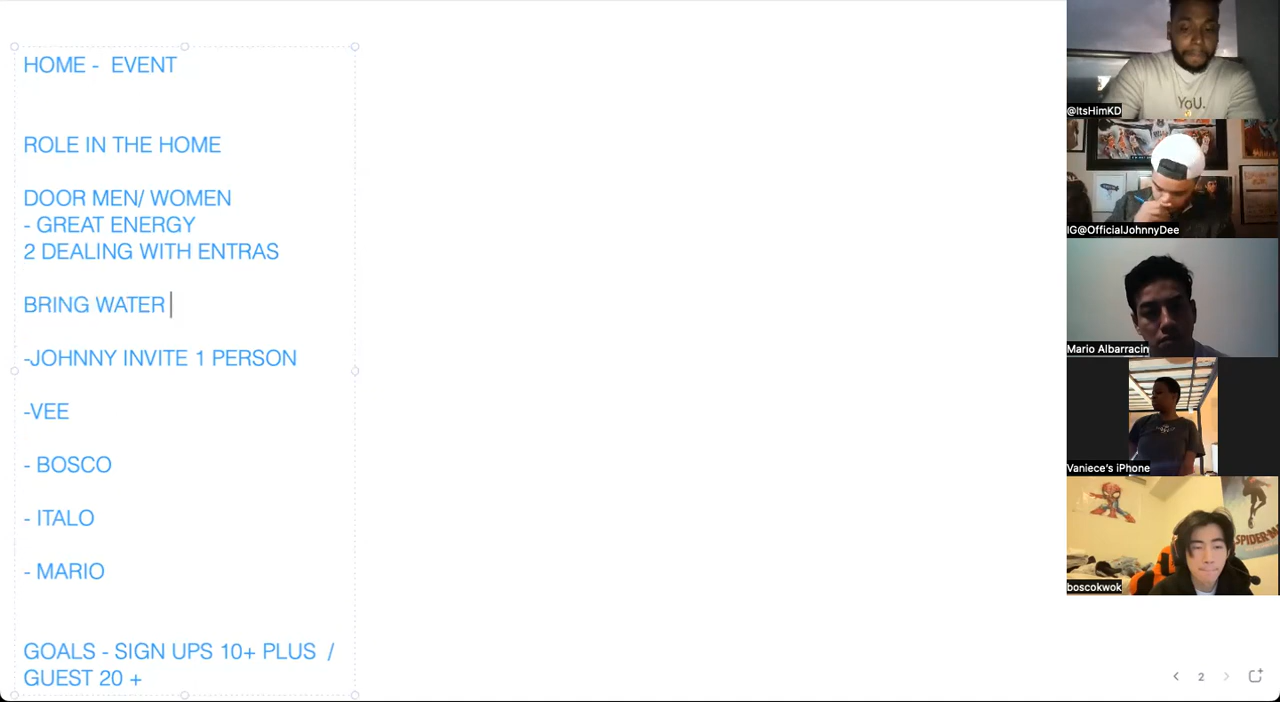 HOME -  EVENT
ROLE IN THE HOME
DOOR MEN/ WOMEN
- GREAT ENERGY
2 DEALING WITH ENTRAS
BRING WATER
-JOHNNY INVITE 1 PERSON
-VEE
- BOSCO
- ITALO
- MARIO
GOALS - SIGN UPS 10+ PLUS  /
GUEST 20 +
YOU.
@ItsHimKD
IG@OfficialJohnnyDee
Mario Albarracin
Vaniece's iPhone
SPIDER-M
boscokwok
2